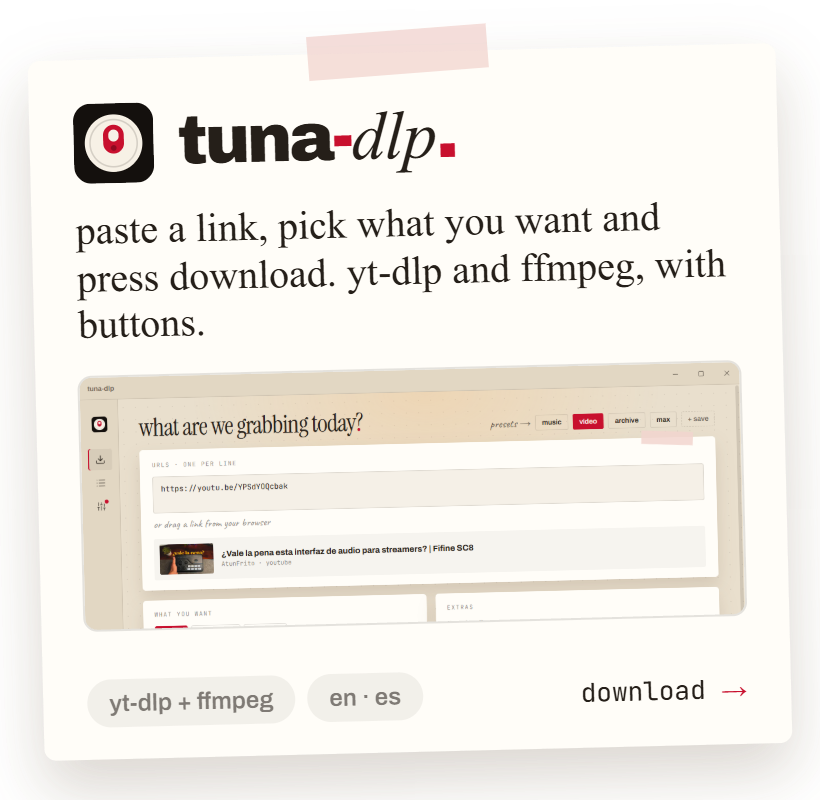 tuna-dlp.
paste a link, pick what you want and
press download. yt-dlp and ffmpeg, with
buttons.
tuna-dlp
what are we grabbing today?
presets → music video archive max + save
URLS · ONE PER LINK
https://youtu.be/YPSdYOQcbak
or drag a link from your browser
¿Vale la pena esta interfaz de audio para streamers? | Fifine SC8
AtunFrito · youtube
WHAT YOU WANT
EXTRAS
yt-dlp + ffmpeg
en · es
download →